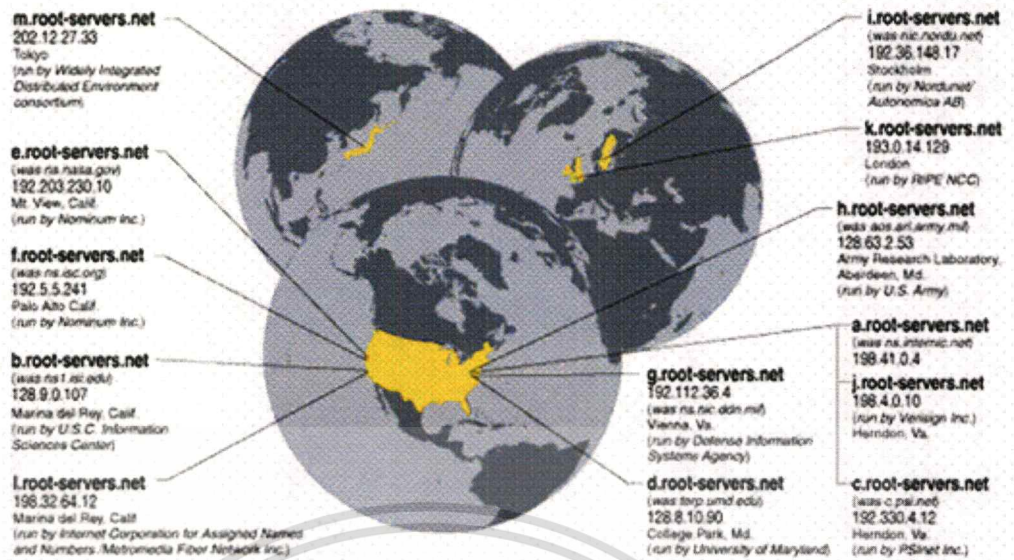 m.root-servers.net
202.12.27.33
Tokyo
(run by Widely Integrated
Distributed Environment
consortium)
e.root-servers.net
(was ns.nasa.gov)
192.203.230.10
Mt. View, Calif.
(run by Nominum Inc.)
f.root-servers.net
(was ns.isc.org)
192.5.5.241
Palo Alto Calif.
(run by Nominum Inc.)
b.root-servers.net
(was ns1.isi.edu)
128.9.0.107
Marina del Rey, Calif.
(run by U.S.C. Information
Sciences Center)
l.root-servers.net
198.32.64.12
Marina del Rey, Calif
(run by Internet Corporation for Assigned Names
and Numbers /Metromedia Fiber Network Inc.)
i.root-servers.net
(was nic.nordu.net)
192.36.148.17
Stockholm
(run by Nordunet/
Autonomica AB)
k.root-servers.net
193.0.14.129
London
(run by RIPE NCC)
h.root-servers.net
(was aos.arl.army.mil)
128.63.2.53
Army Research Laboratory,
Aberdeen, Md.
(run by U.S. Army)
a.root-servers.net
(was ns.internic.net)
198.41.0.4
j.root-servers.net
198.4.0.10
(run by Verisign Inc.)
Herndon, Va.
g.root-servers.net
192.112.36.4
(was ns.nic.ddn.mil)
Vienna, Va.
(run by Defense Information
Systems Agency)
d.root-servers.net
(was terp.umd.edu)
128.8.10.90
College Park, Md.
(run by University of Maryland)
c.root-servers.net
(was c.psi.net)
192.330.4.12
Herndon, Va.
(run by PSInet Inc.)